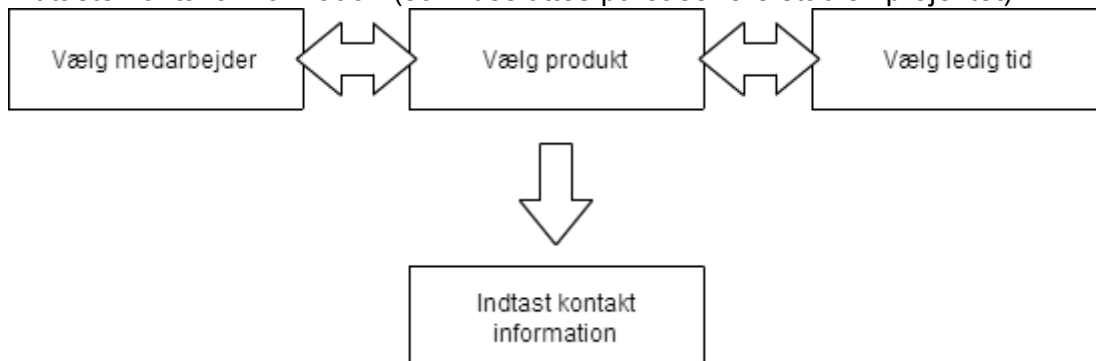 Vælg medarbejder
Vælg produkt
Vælg ledig tid
Indtast kontakt
information